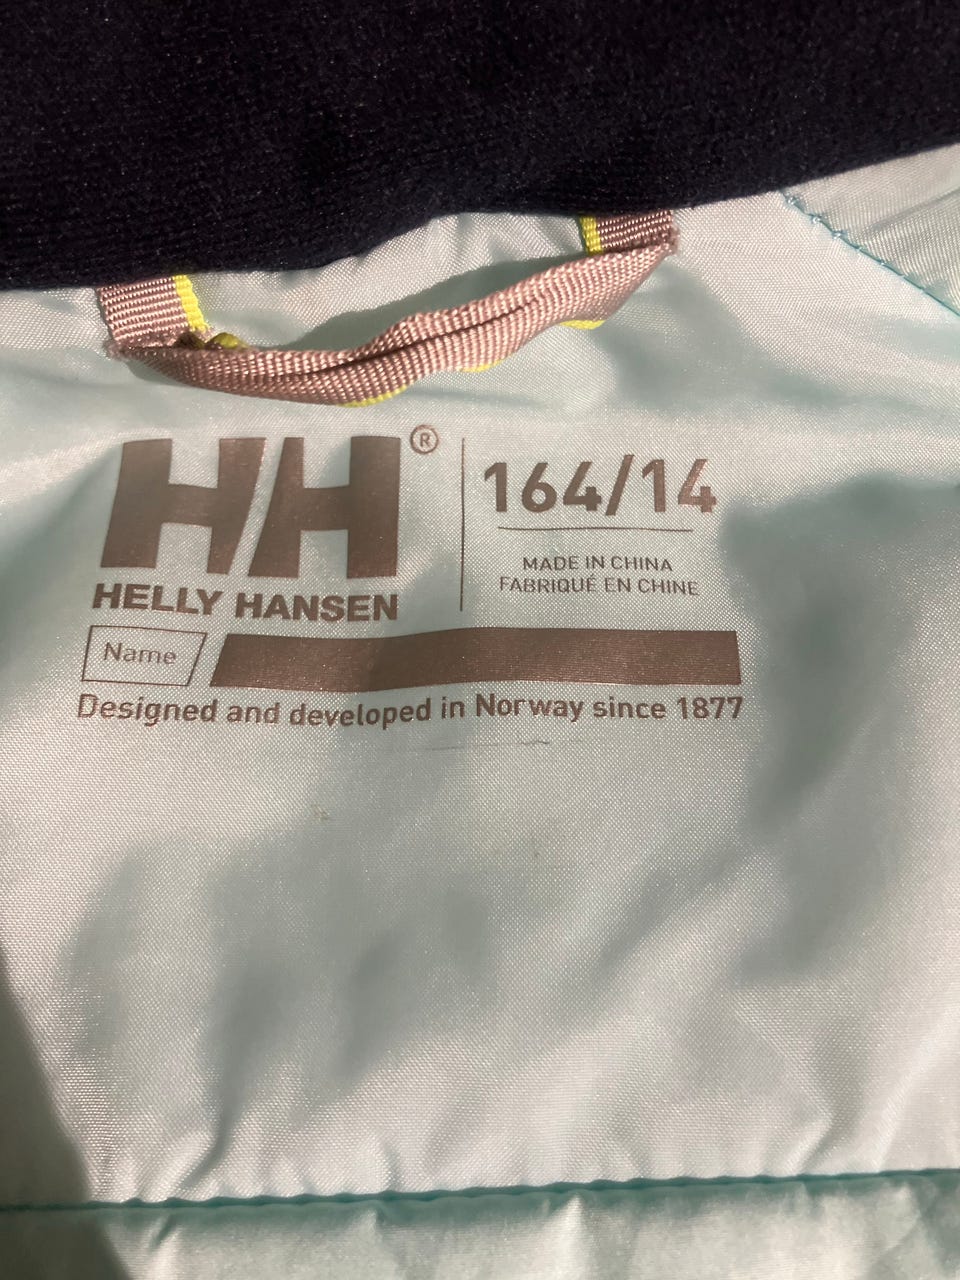 HH®
HELLY HANSEN
164/14
MADE IN CHINA
FABRIQUÉ EN CHINE
Name
Designed and developed in Norway since 1877